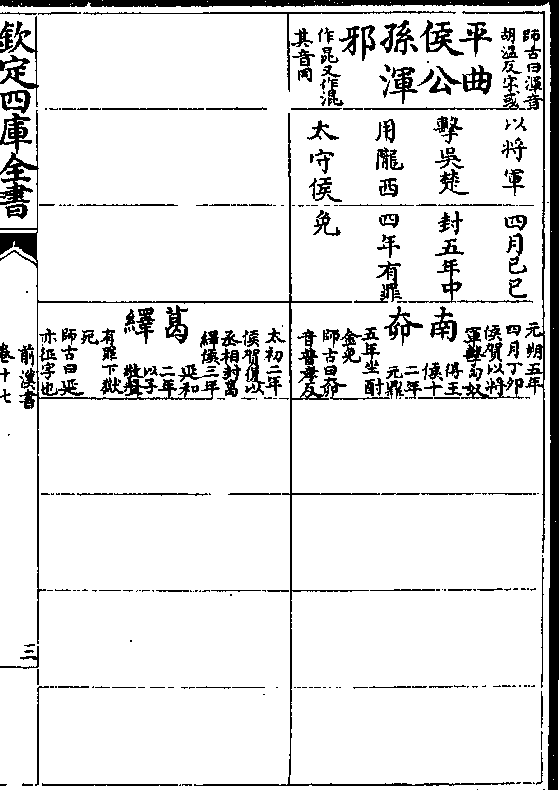 師古曰渾音
胡温反字或
平曲
侯公
孫渾
邪
作昆又作混
其音同
以將軍
擊吳楚
用隴西
太守侯
四月己巳
封五年中
四年有罪
免
元朔五年
四月丁卯
侯賀以將
軍擊匈奴
得王
侯十
二年
元鼎
南
奅
五年坐酎
金免
師古曰奅
音普孝反
太初二年
侯賀復以
丞相封葛
繹侯三年
延和
二年
以子
敬聲
葛
繹
有罪下獄
死
師古曰延
亦征字也
欽定四庫全書
前漢書
卷十七
三